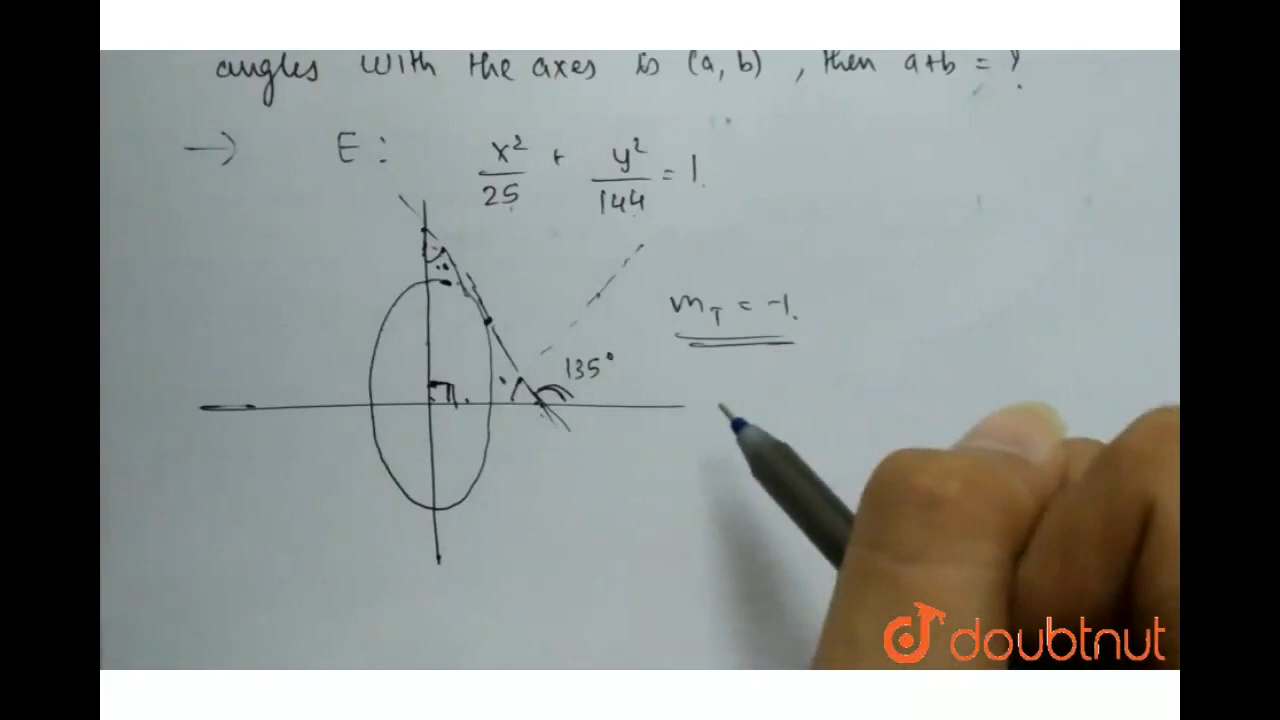 angles with the axes is (a, b) , then a+b = ?
→ E : x²/25 + y²/144 = 1.
m_T = -1.
135°
doubtnut